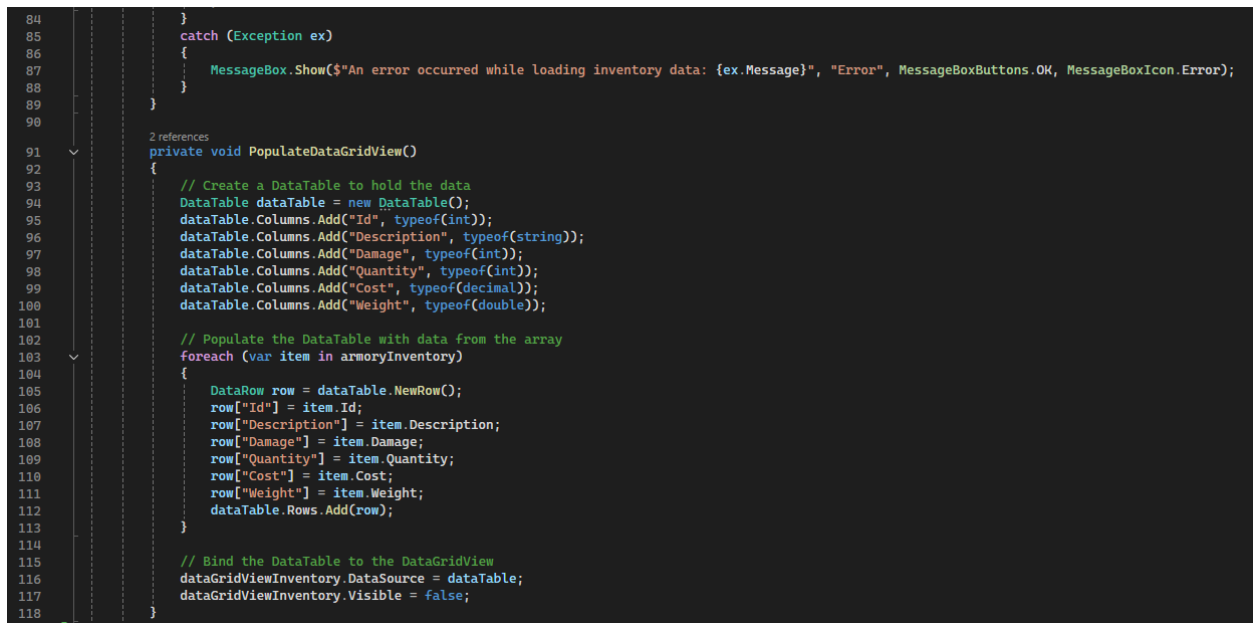 84 }
85 catch (Exception ex)
86 {
87 MessageBox.Show($"An error occurred while loading inventory data: {ex.Message}", "Error", MessageBoxButtons.OK, MessageBoxIcon.Error);
88 }
89 }
90
2 references
91 private void PopulateDataGridView()
92 {
93 // Create a DataTable to hold the data
94 DataTable dataTable = new DataTable();
95 dataTable.Columns.Add("Id", typeof(int));
96 dataTable.Columns.Add("Description", typeof(string));
97 dataTable.Columns.Add("Damage", typeof(int));
98 dataTable.Columns.Add("Quantity", typeof(int));
99 dataTable.Columns.Add("Cost", typeof(decimal));
100 dataTable.Columns.Add("Weight", typeof(double));
101
102 // Populate the DataTable with data from the array
103 foreach (var item in armoryInventory)
104 {
105 DataRow row = dataTable.NewRow();
106 row["Id"] = item.Id;
107 row["Description"] = item.Description;
108 row["Damage"] = item.Damage;
109 row["Quantity"] = item.Quantity;
110 row["Cost"] = item.Cost;
111 row["Weight"] = item.Weight;
112 dataTable.Rows.Add(row);
113 }
114
115 // Bind the DataTable to the DataGridView
116 dataGridViewInventory.DataSource = dataTable;
117 dataGridViewInventory.Visible = false;
118 }